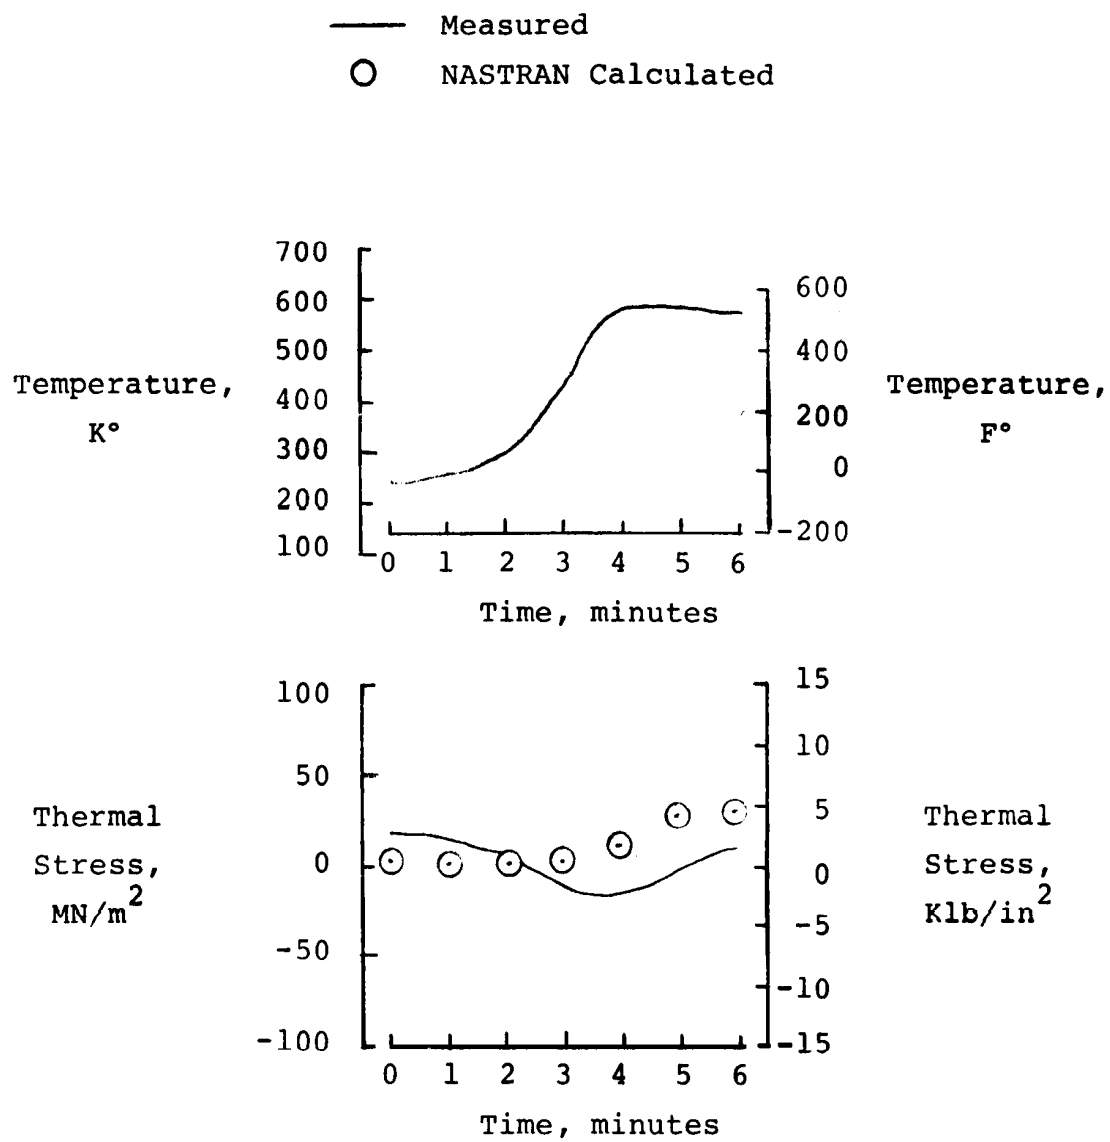 Measured
NASTRAN Calculated
700
600
500
400
300
200
100
Temperature,
K°
600
400
200
0
-200
Temperature,
F°
0 1 2 3 4 5 6
Time, minutes
100
50
0
-50
-100
Thermal
Stress,
MN/m²
15
10
5
0
-5
-10
-15
Thermal
Stress,
Klb/in²
0 1 2 3 4 5 6
Time, minutes